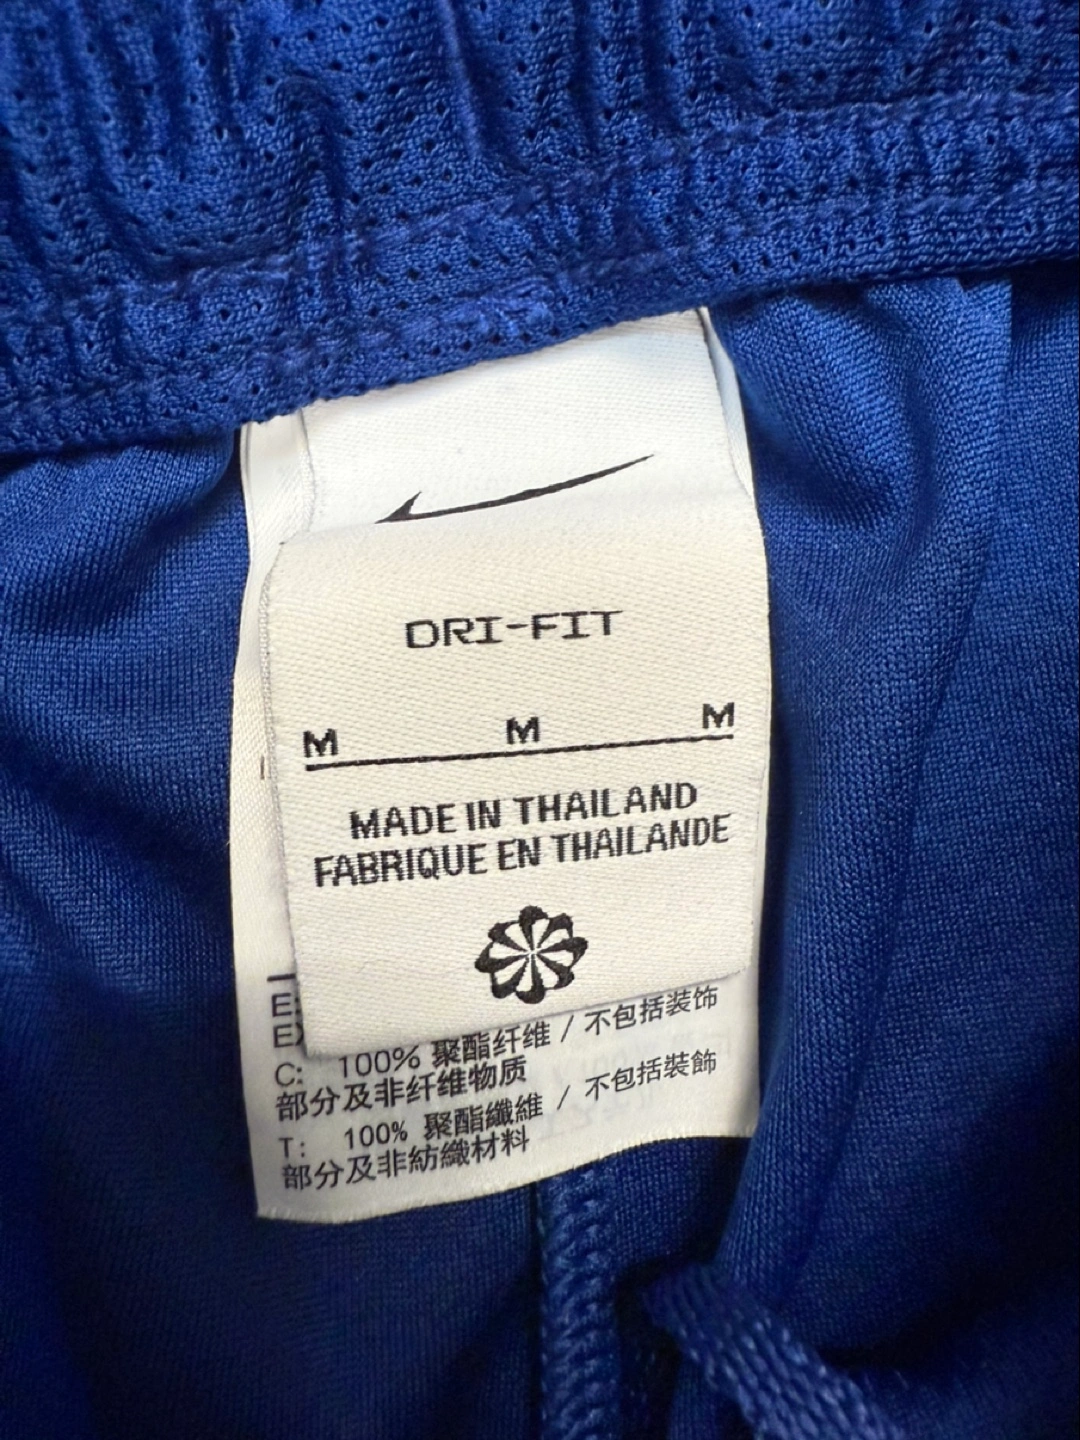 DRI-FIT
M M M
MADE IN THAILAND
FABRIQUE EN THAILANDE
E:
EX
C: 100% 聚酯纤维 / 不包括装饰
部分及非纤维物质
T: 100% 聚酯纖維 / 不包括裝飾
部分及非紡織材料